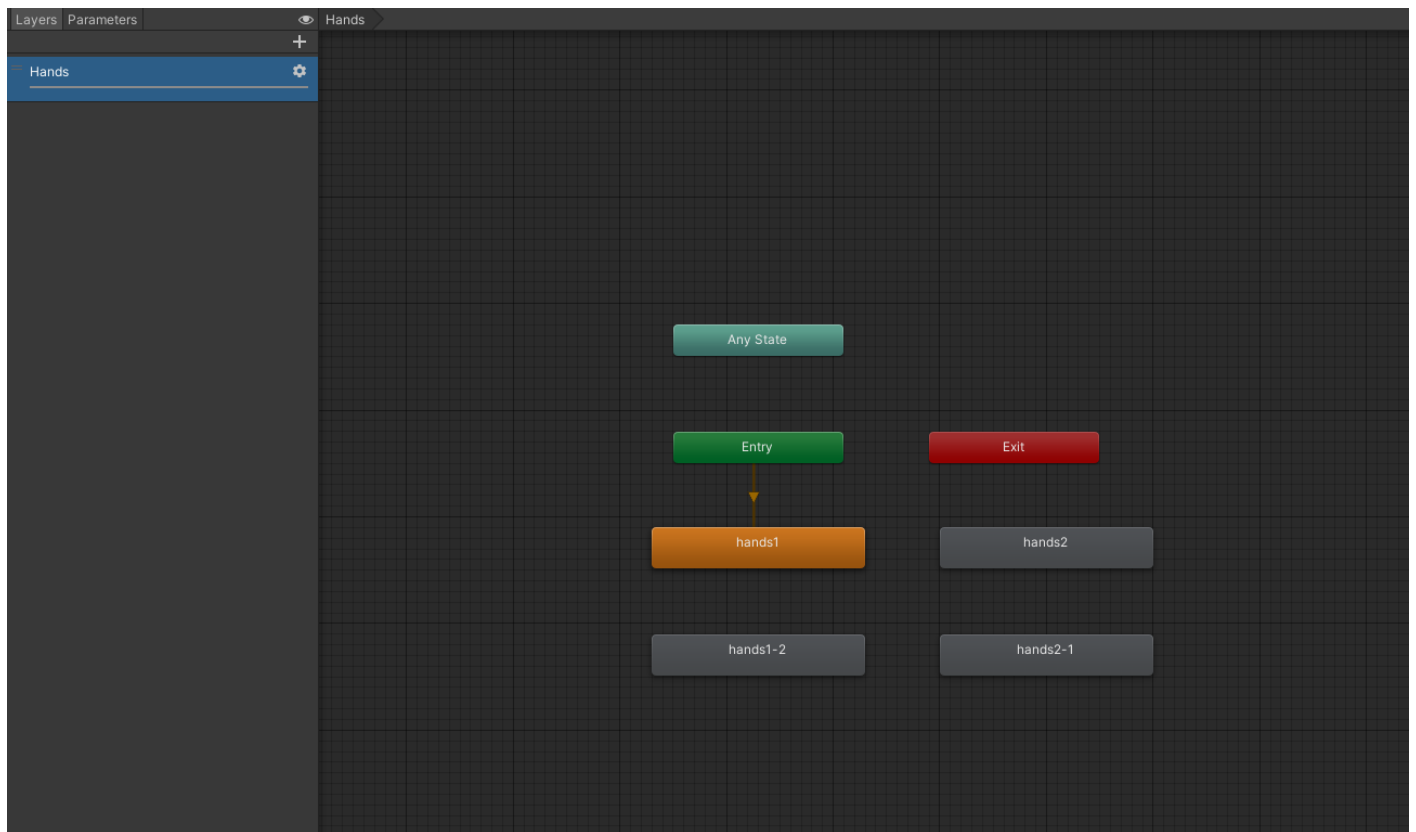 Layers Parameters
Hands
Hands
Any State
Entry
Exit
hands1
hands2
hands1-2
hands2-1